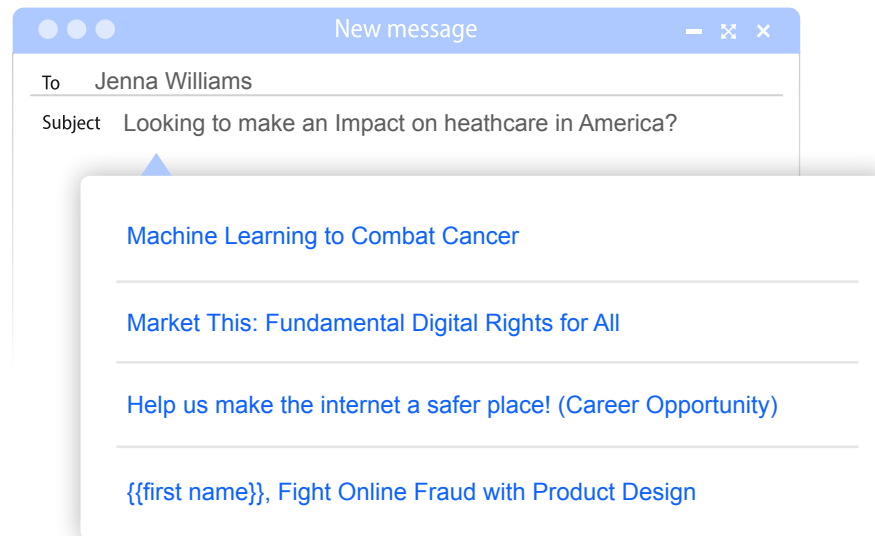 New message
To Jenna Williams
Subject Looking to make an Impact on heathcare in America?
Machine Learning to Combat Cancer
Market This: Fundamental Digital Rights for All
Help us make the internet a safer place! (Career Opportunity)
{{first name}}, Fight Online Fraud with Product Design